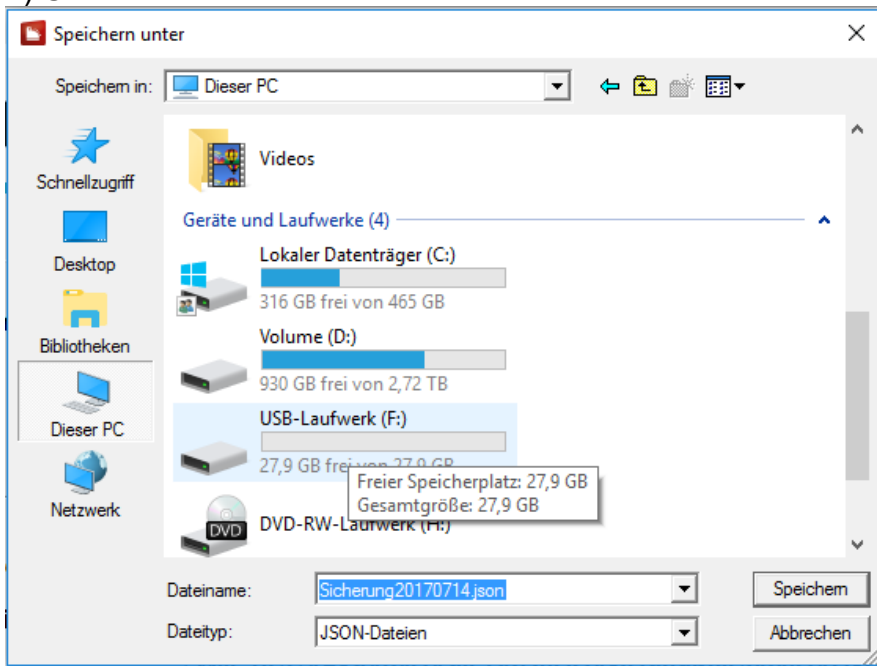 Speichern unter
Speichern in:
Dieser PC
Schnellzugriff
Desktop
Bibliotheken
Dieser PC
Netzwerk
Videos
Geräte und Laufwerke (4)
Lokaler Datenträger (C:)
316 GB frei von 465 GB
Volume (D:)
930 GB frei von 2,72 TB
USB-Laufwerk (F:)
27,9 GB frei von 27,9 GB
Freier Speicherplatz: 27,9 GB
Gesamtgröße: 27,9 GB
DVD
DVD-RW-Laufwerk (H:)
Dateiname:
Sicherung20170714.json
Speichern
Dateityp:
JSON-Dateien
Abbrechen